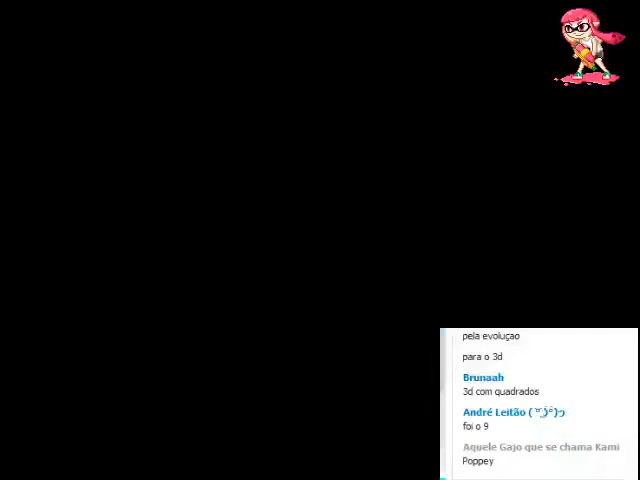 pela evoluçao
para o 3d
Brunaah
3d com quadrados
André Leitão ( ͡° ͜ʖ ͡°)つ
foi o 9
Aquele Gajo que se chama Kami
Poppey